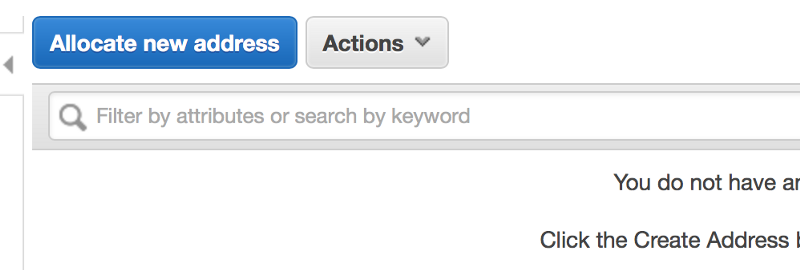 Allocate new address Actions
Filter by attributes or search by keyword
You do not have
Click the Create Address